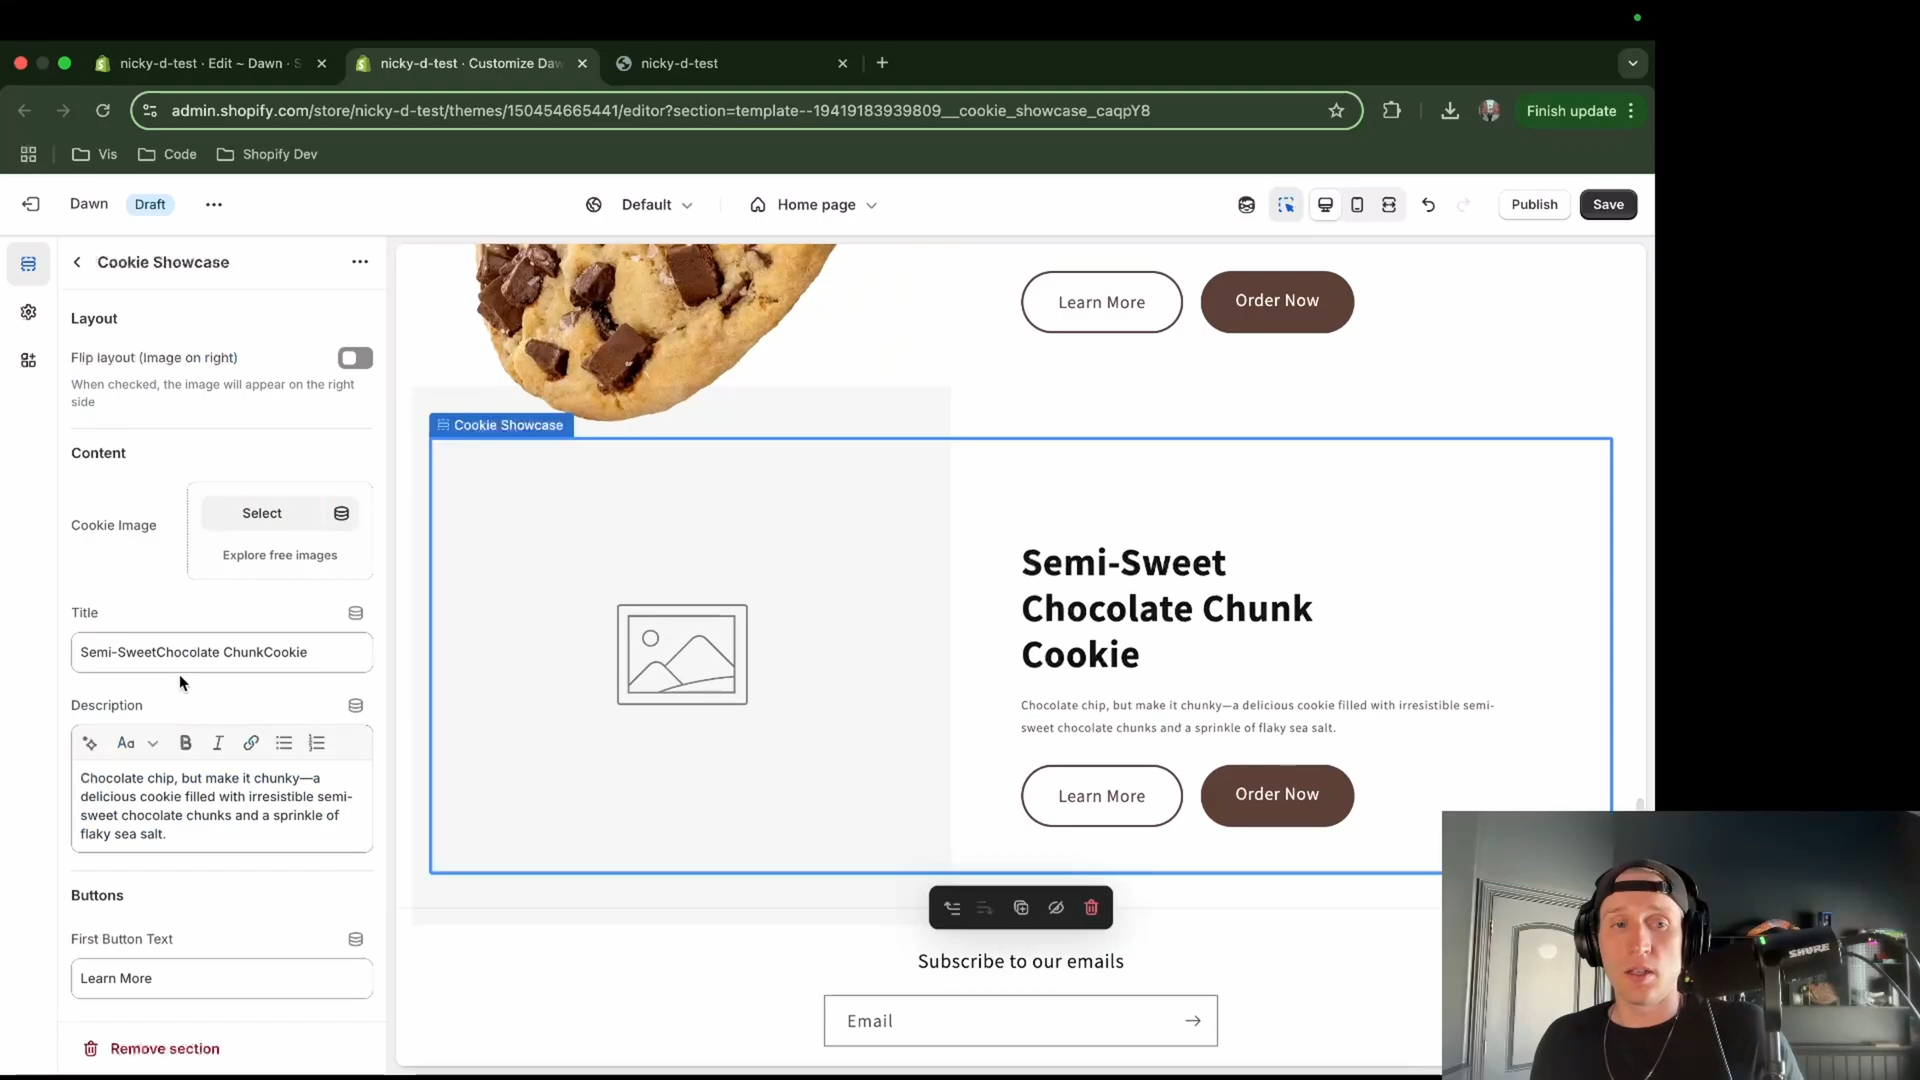 nicky-d-test · Edit ~ Dawn · S
nicky-d-test · Customize Daw
nicky-d-test
admin.shopify.com/store/nicky-d-test/themes/150454665441/editor?section=template--19419183939809__cookie_showcase_caqpY8
Finish update
Vis
Code
Shopify Dev
Dawn
Draft
Default
Home page
Publish
Save
Cookie Showcase
Layout
Flip layout (Image on right)
When checked, the image will appear on the right
side
Content
Cookie Image
Select
Explore free images
Title
Semi-SweetChocolate ChunkCookie
Description
Aa
B
I
Chocolate chip, but make it chunky—a
delicious cookie filled with irresistible semi-
sweet chocolate chunks and a sprinkle of
flaky sea salt.
Buttons
First Button Text
Learn More
Remove section
Learn More
Order Now
Cookie Showcase
Semi-Sweet
Chocolate Chunk
Cookie
Chocolate chip, but make it chunky—a delicious cookie filled with irresistible semi-
sweet chocolate chunks and a sprinkle of flaky sea salt.
Learn More
Order Now
Subscribe to our emails
Email
SHURE